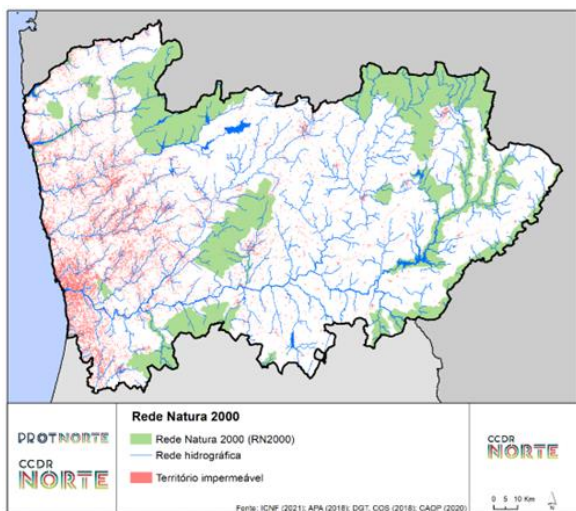 Rede Natura 2000
Rede Natura 2000 (RN2000)
Rede hidrográfica
Território impermeável
PROTNORTE
CCDR
NORTE
CCDR
NORTE
0 5 10 Km
Fonte: ICNF (2021); APA (2018); DGT, COS (2018); CAOP (2020)